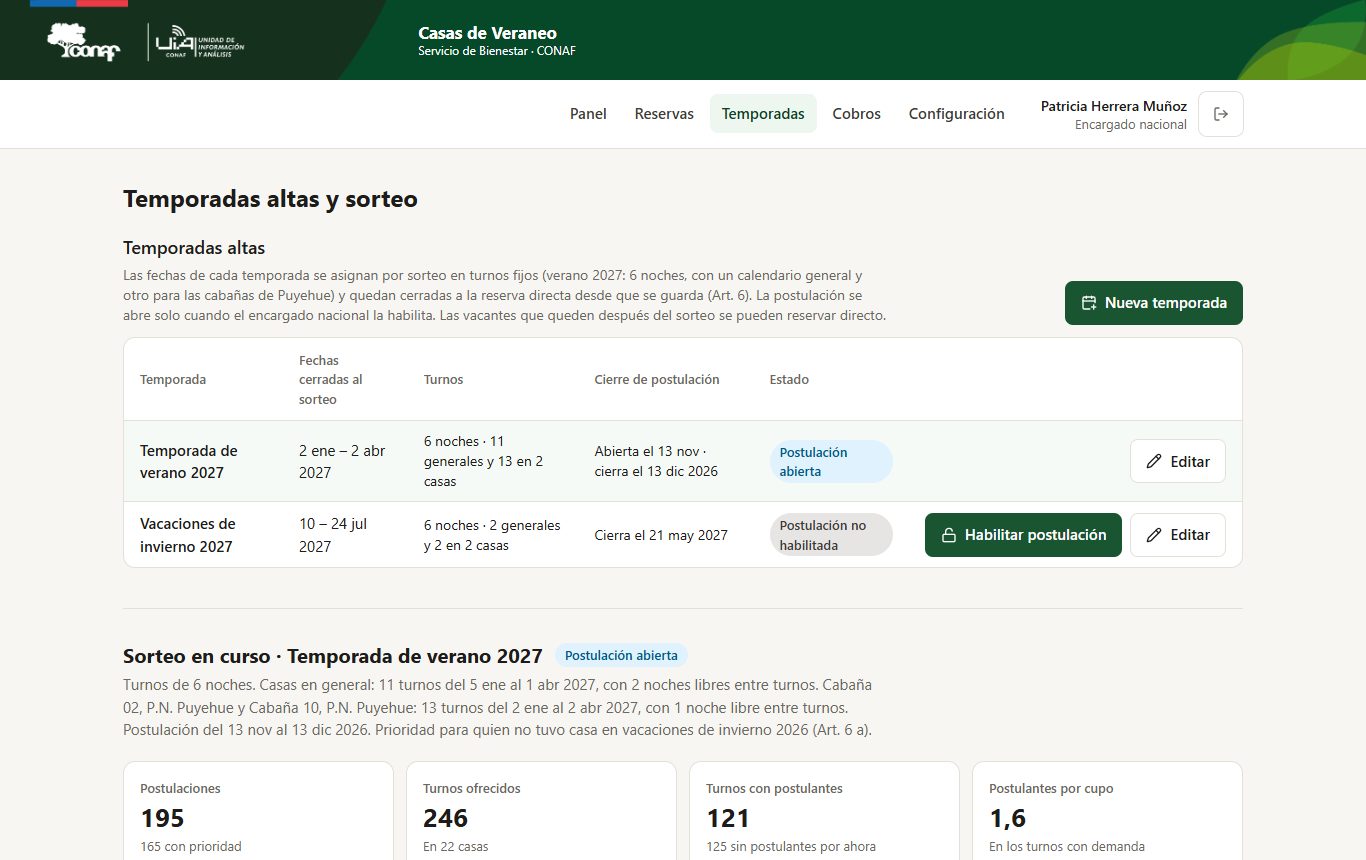 CONAF
UIA
CONAF
UNIDAD DE
INFORMACIÓN
Y ANÁLISIS
Casas de Veraneo
Servicio de Bienestar · CONAF
Panel
Reservas
Temporadas
Cobros
Configuración
Patricia Herrera Muñoz
Encargado nacional
Temporadas altas y sorteo
Temporadas altas
Las fechas de cada temporada se asignan por sorteo en turnos fijos (verano 2027: 6 noches, con un calendario general y
otro para las cabañas de Puyehue) y quedan cerradas a la reserva directa desde que se guarda (Art. 6). La postulación se
abre solo cuando el encargado nacional la habilita. Las vacantes que queden después del sorteo se pueden reservar directo.
Nueva temporada
Temporada
Fechas
cerradas al
sorteo
Turnos
Cierre de postulación
Estado
Temporada de
verano 2027
2 ene – 2 abr
2027
6 noches · 11
generales y 13 en 2
casas
Abierta el 13 nov ·
cierra el 13 dic 2026
Postulación
abierta
Editar
Vacaciones de
invierno 2027
10 – 24 jul
2027
6 noches · 2 generales
y 2 en 2 casas
Cierra el 21 may 2027
Postulación no
habilitada
Habilitar postulación
Editar
Sorteo en curso · Temporada de verano 2027
Postulación abierta
Turnos de 6 noches. Casas en general: 11 turnos del 5 ene al 1 abr 2027, con 2 noches libres entre turnos. Cabaña
02, P.N. Puyehue y Cabaña 10, P.N. Puyehue: 13 turnos del 2 ene al 2 abr 2027, con 1 noche libre entre turnos.
Postulación del 13 nov al 13 dic 2026. Prioridad para quien no tuvo casa en vacaciones de invierno 2026 (Art. 6 a).
Postulaciones
195
165 con prioridad
Turnos ofrecidos
246
En 22 casas
Turnos con postulantes
121
125 sin postulantes por ahora
Postulantes por cupo
1,6
En los turnos con demanda